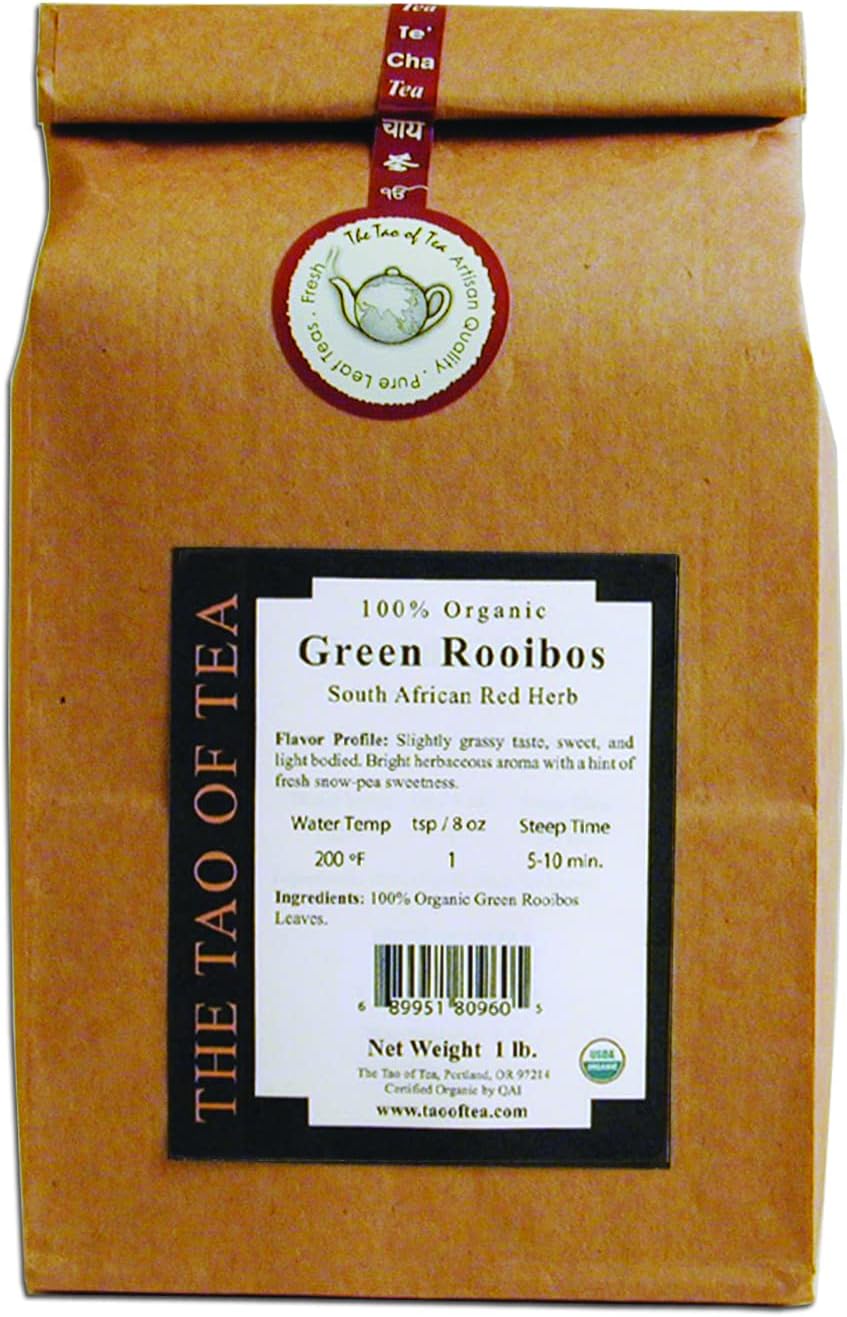 Tea
Te'
Cha
Tea
चाय
茶
ੴ
The Tao of Tea Artisan Quality . Pure Leaf Teas . Fresh
THE TAO OF TEA
100% Organic
Green Rooibos
South African Red Herb
Flavor Profile: Slightly grassy taste, sweet, and
light bodied. Bright herbaceous aroma with a hint of
fresh snow-pea sweetness.
Water Temp tsp / 8 oz Steep Time
200 ºF 1 5-10 min.
Ingredients: 100% Organic Green Rooibos
Leaves.
6 89951 80960 5
Net Weight 1 lb.
USDA
ORGANIC
The Tao of Tea, Portland, OR 97214
Certified Organic by QAI
www.taooftea.com